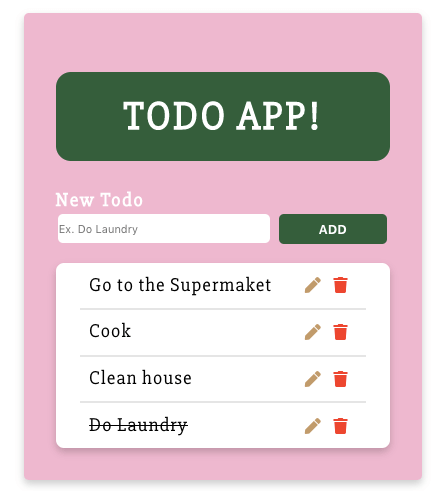 TODO APP!
New Todo
Ex. Do Laundry
ADD
Go to the Supermaket
Cook
Clean house
Do Laundry